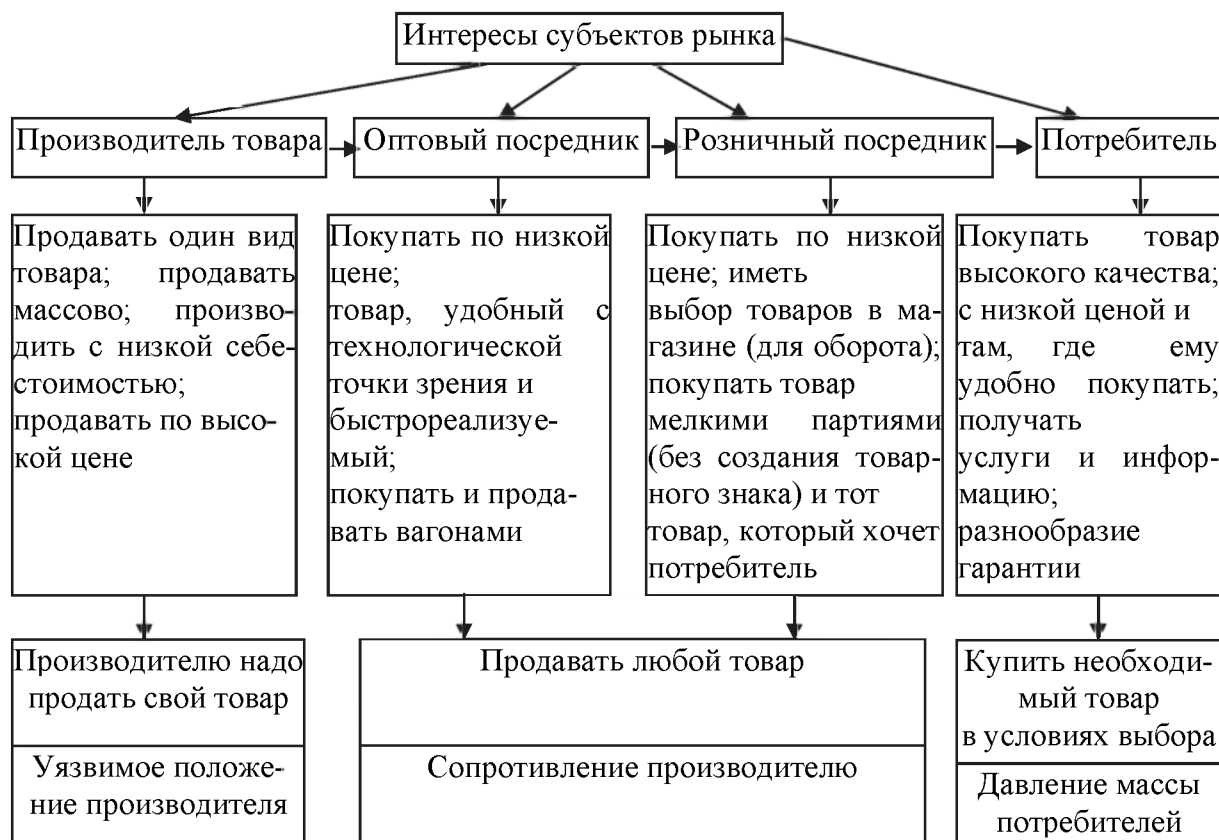 Интересы субъектов рынка
Производитель товара
Оптовый посредник
Розничный посредник
Потребитель
Продавать один вид
товара; продавать
массово; произво-
дить с низкой себе-
стоимостью;
продавать по высо-
кой цене
Покупать по низкой
цене;
товар, удобный с
технологической
точки зрения и
быстрореализуе-
мый;
покупать и прода-
вать вагонами
Покупать по низкой
цене; иметь
выбор товаров в ма-
газине (для оборота);
покупать товар
мелкими партиями
(без создания товар-
ного знака) и тот
товар, который хочет
потребитель
Покупать товар
высокого качества;
с низкой ценой и
там, где ему
удобно покупать;
получать
услуги и инфор-
мацию;
разнообразие
гарантии
Производителю надо
продать свой товар
Продавать любой товар
Купить необходи-
мый товар
в условиях выбора
Уязвимое положе-
ние производителя
Сопротивление производителю
Давление массы
потребителей